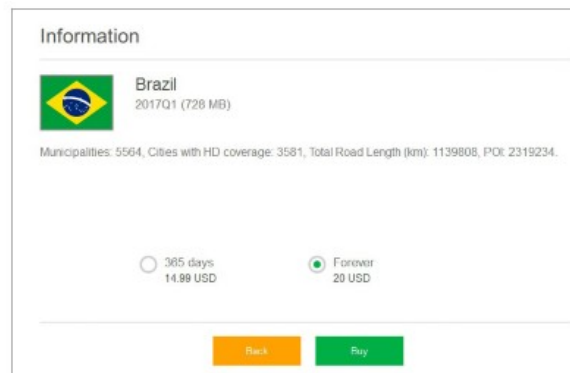 Information
Brazil
2017Q1 (728 MB)
Municipalities: 5564, Cities with HD coverage: 3581, Total Road Length (km): 1139808, POI: 2319234.
365 days
14.99 USD
Forever
20 USD
Back
Buy